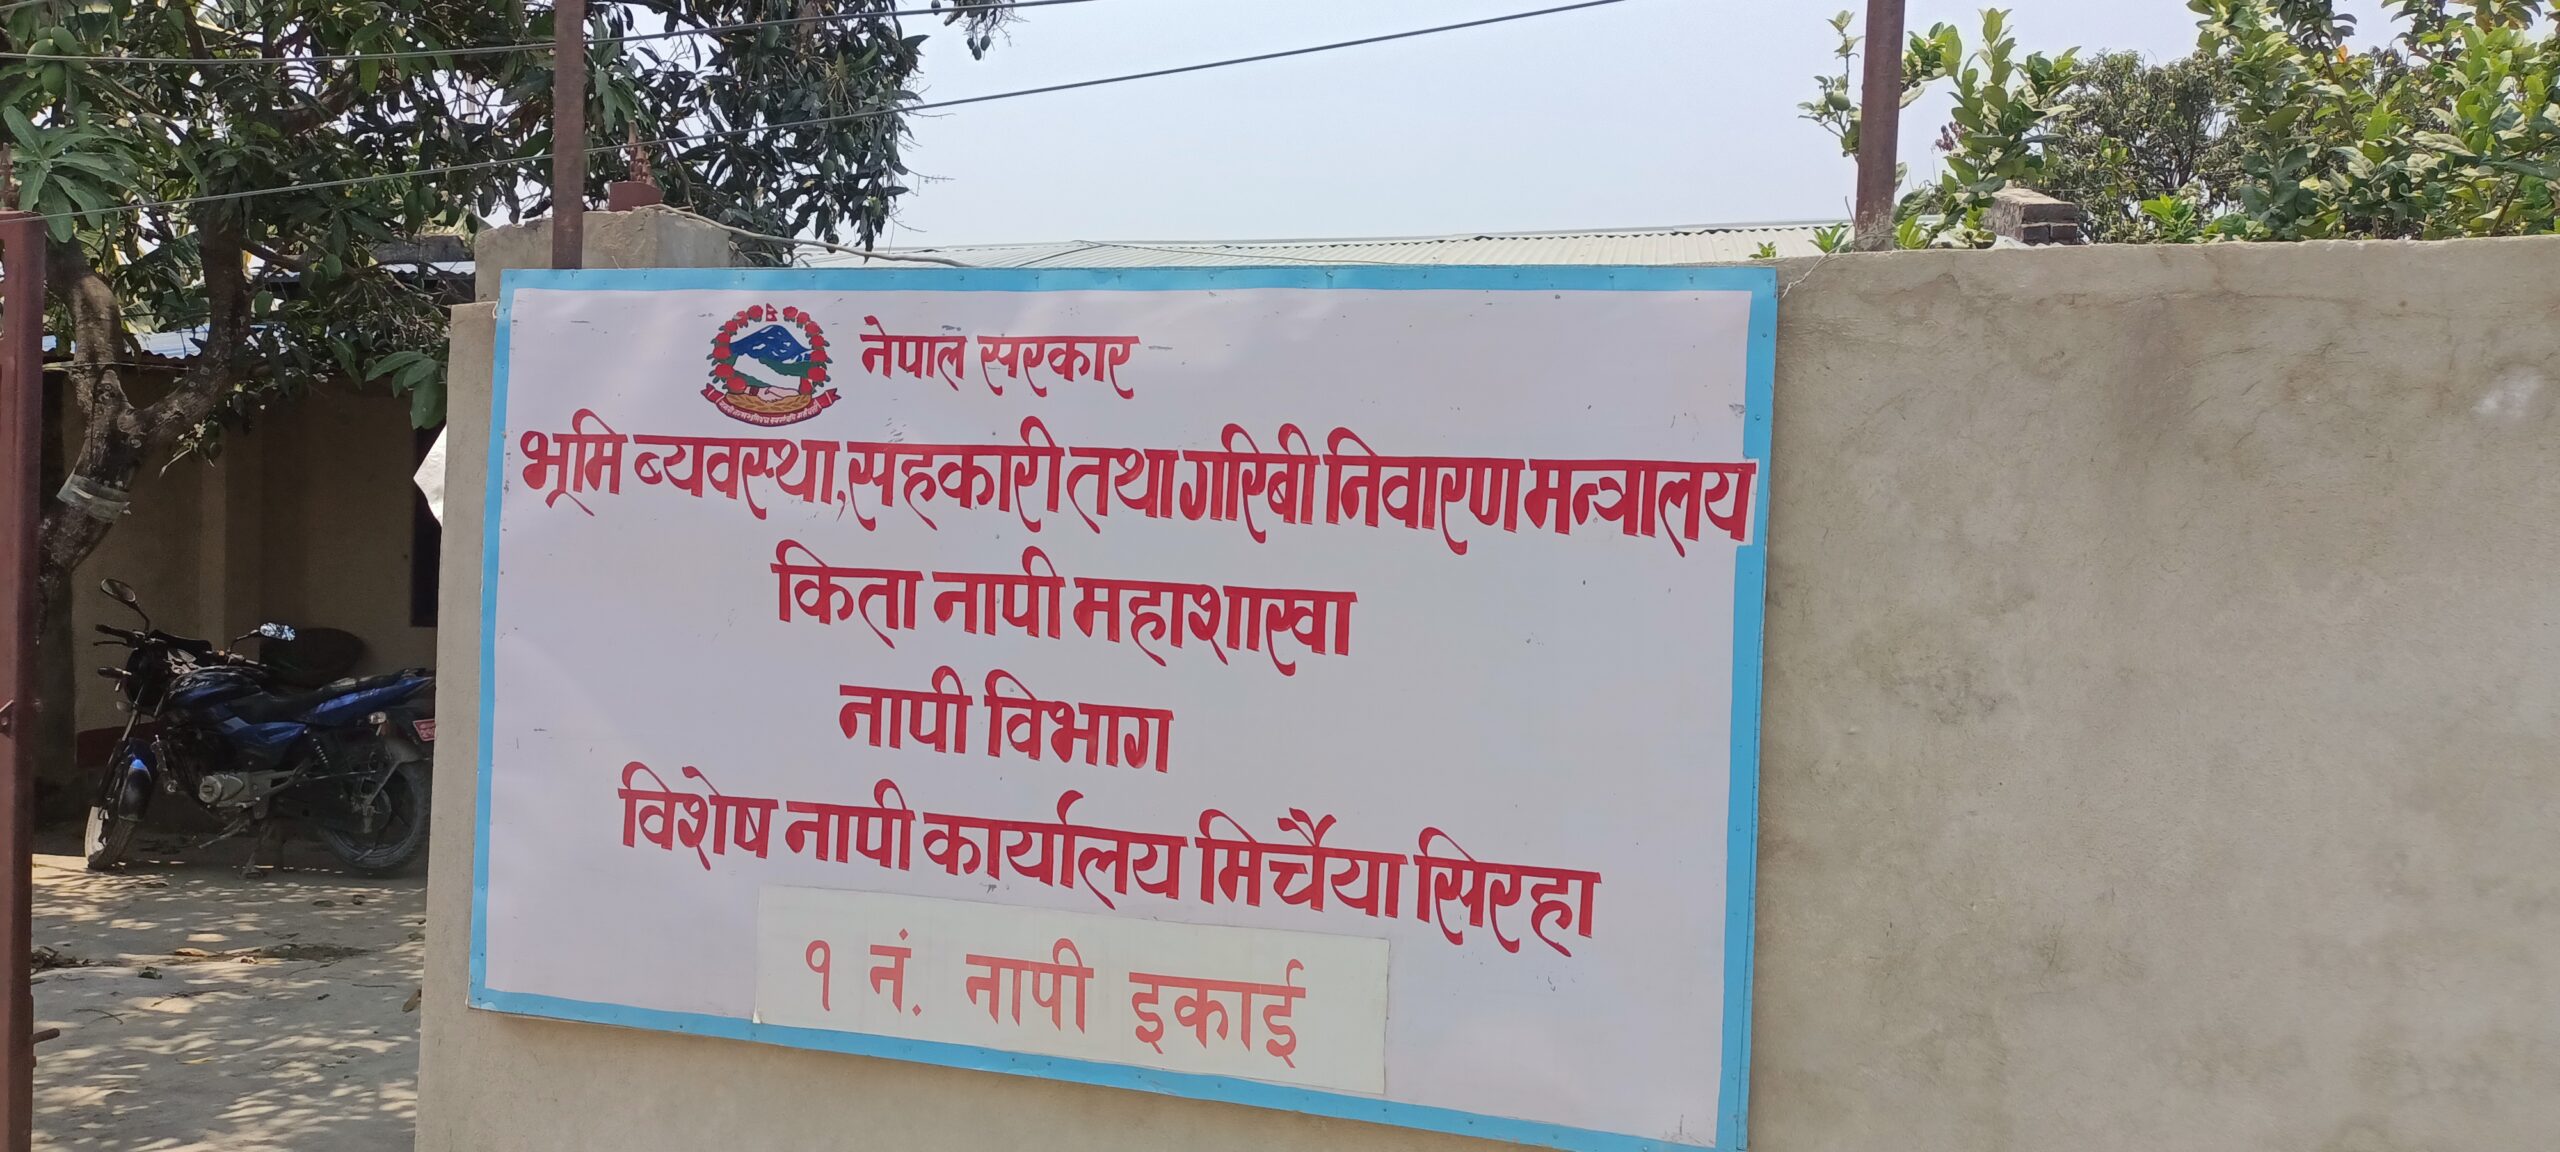 नेपाल सरकार
भूमि ब्यवस्था,सहकारी तथा गरिबी निवारण मन्त्रालय
किता नापी महाशाखा
नापी विभाग
विशेष नापी कार्यालय मिर्चैया सिरहा
१ नं. नापी इकाई